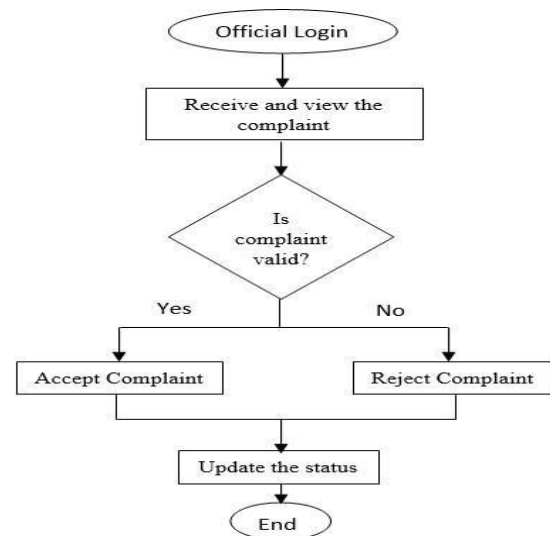 Official Login
Receive and view the
complaint
Is
complaint
valid?
Yes
No
Accept Complaint
Reject Complaint
Update the status
End